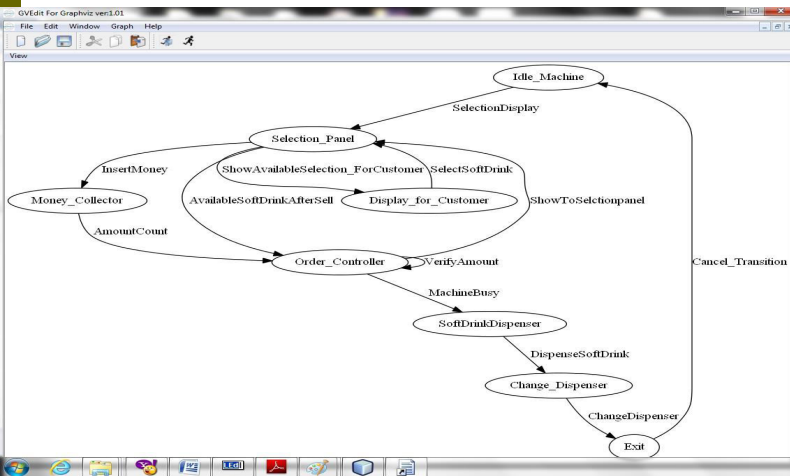 GVEdit For Graphviz ver:1.01
File Edit Window Graph Help
View
Idle_Machine
SelectionDisplay
Selection_Panel
InsertMoney
ShowAvailableSelection_ForCustomer
SelectSoftDrink
Money_Collector
AvailableSoftDrinkAfterSell
Display_for_Customer
ShowToSelctionpanel
AmountCount
Order_Controller
VerifyAmount
Cancel_Transition
MachineBusy
SoftDrinkDispenser
DispenseSoftDrink
Change_Dispenser
ChangeDispenser
Exit
LEd